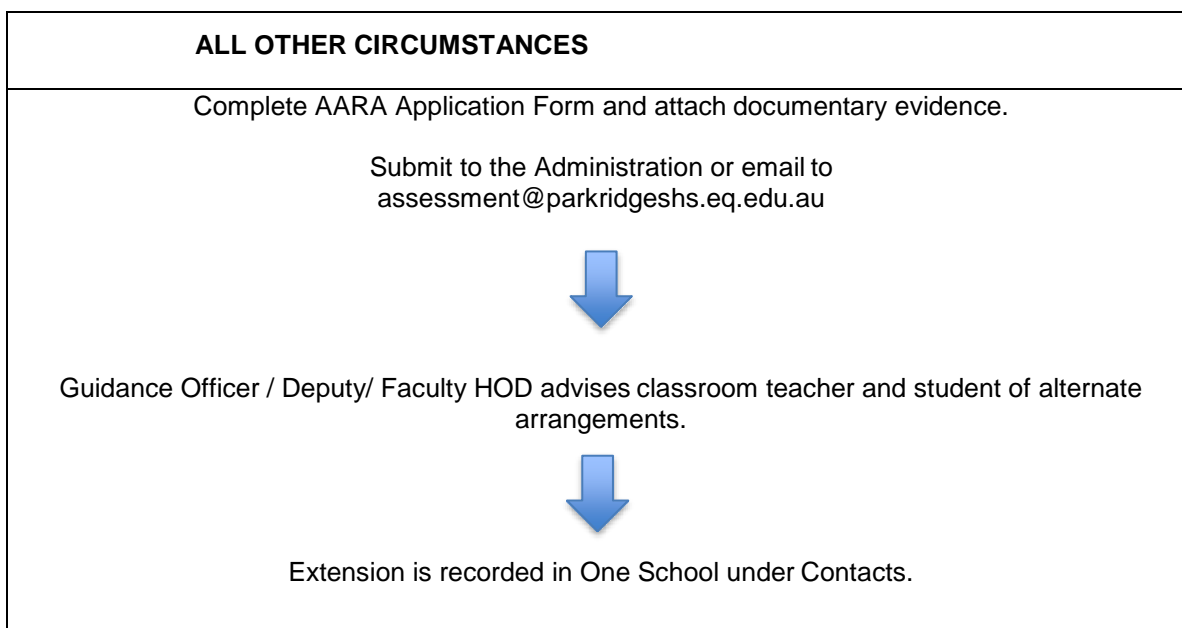 ALL OTHER CIRCUMSTANCES
Complete AARA Application Form and attach documentary evidence.
Submit to the Administration or email to
assessment@parkridgeshs.eq.edu.au
Guidance Officer / Deputy/ Faculty HOD advises classroom teacher and student of alternate
arrangements.
Extension is recorded in One School under Contacts.